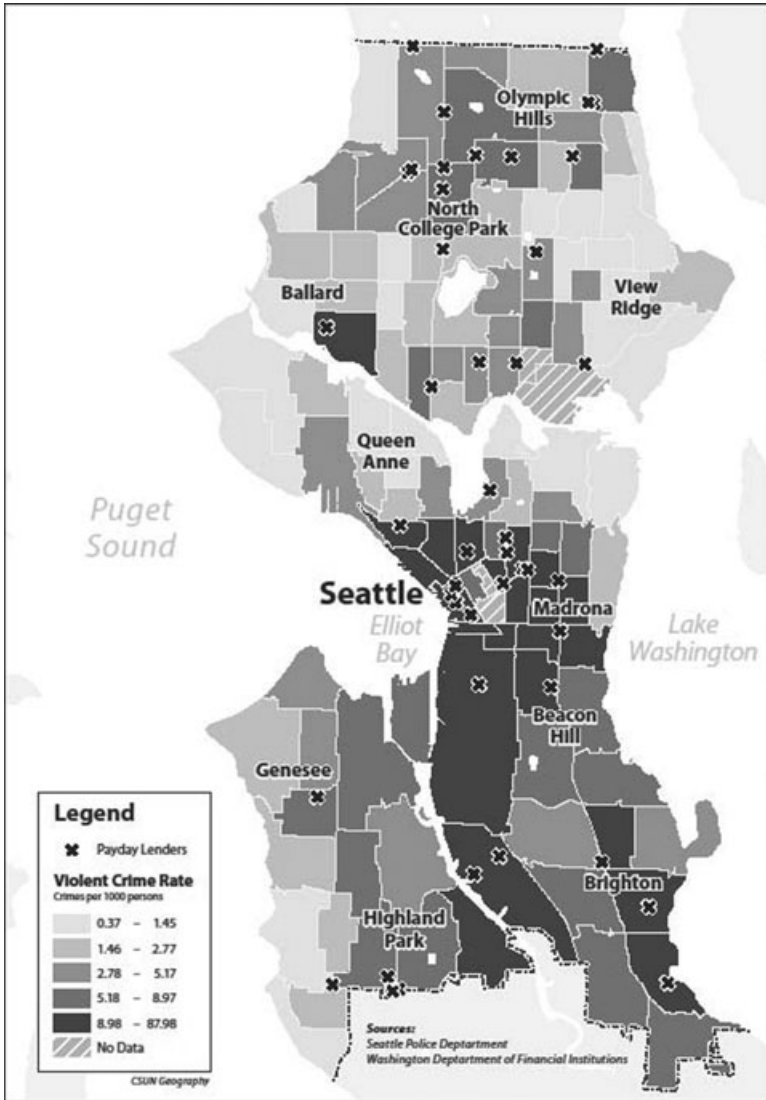 Olympic
Hills
North
College Park
View
Ridge
Ballard
Queen
Anne
Puget
Sound
Seattle
Elliot
Bay
Madrona
Lake
Washington
Beacon
Hill
Genesee
Brighton
Highland
Park
Legend
Payday Lenders
Violent Crime Rate
Crimes per 1000 persons
0.37 – 1.45
1.46 – 2.77
2.78 – 5.17
5.18 – 8.97
8.98 – 87.98
No Data
CSUN Geography
Sources:
Seattle Police Deptartment
Washington Deptartment of Financial Institutions